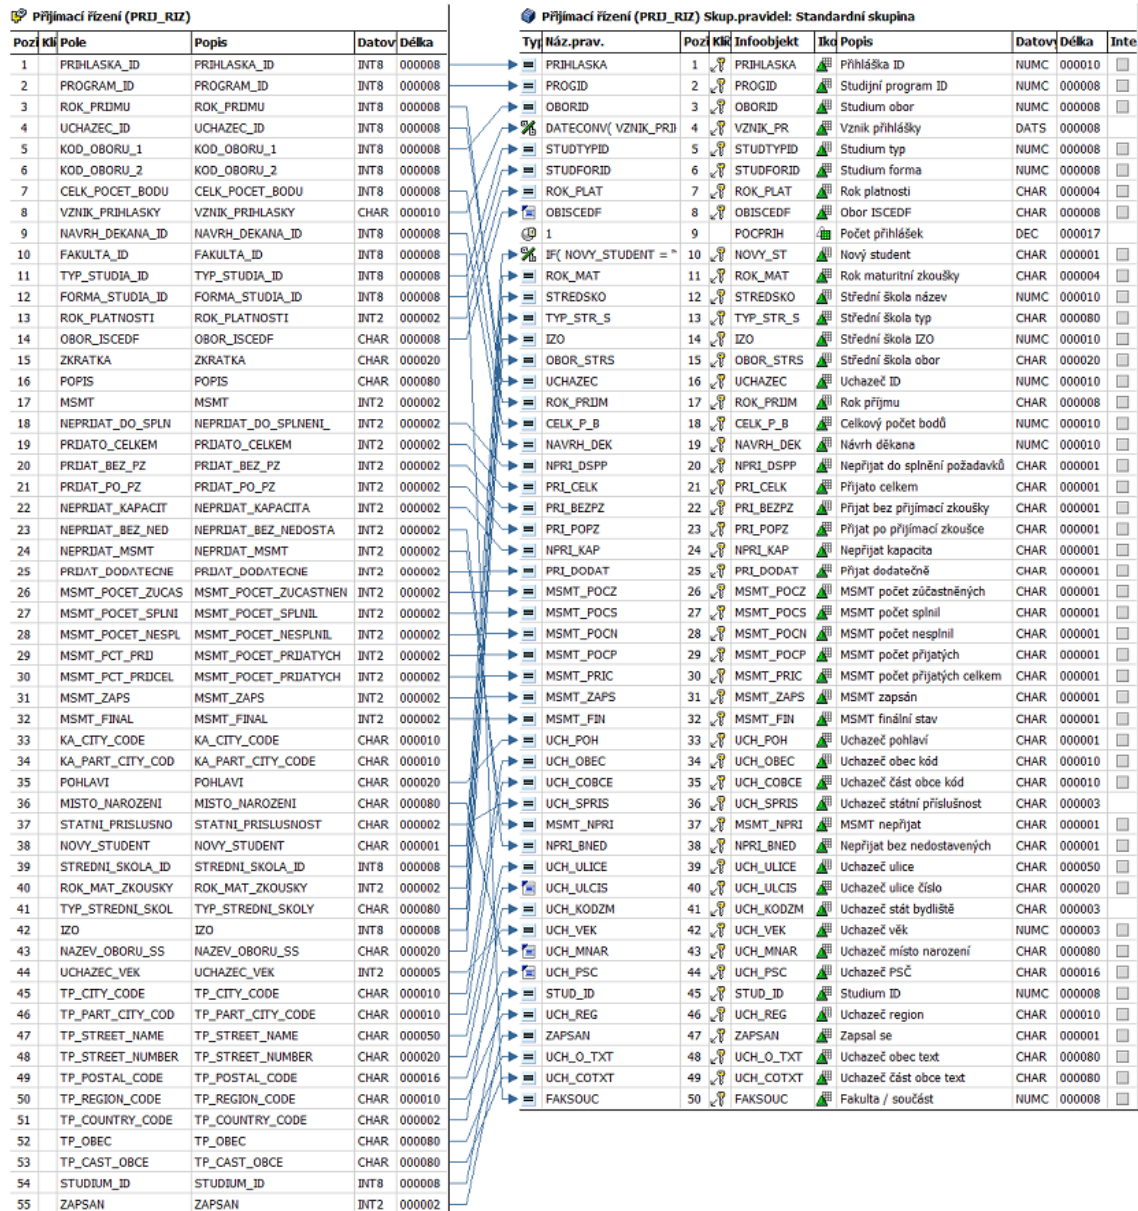 Přijímací řízení (PRIJ_RIZ)
Pozi Klí Pole Popis Datov Délka
1 PRIHLASKA_ID PRIHLASKA_ID INT8 000008
2 PROGRAM_ID PROGRAM_ID INT8 000008
3 ROK_PRIJMU ROK_PRIJMU INT8 000008
4 UCHAZEC_ID UCHAZEC_ID INT8 000008
5 KOD_OBORU_1 KOD_OBORU_1 INT8 000008
6 KOD_OBORU_2 KOD_OBORU_2 INT8 000008
7 CELK_POCET_BODU CELK_POCET_BODU INT8 000008
8 VZNIK_PRIHLASKY VZNIK_PRIHLASKY CHAR 000010
9 NAVRH_DEKANA_ID NAVRH_DEKANA_ID INT8 000008
10 FAKULTA_ID FAKULTA_ID INT8 000008
11 TYP_STUDIA_ID TYP_STUDIA_ID INT8 000008
12 FORMA_STUDIA_ID FORMA_STUDIA_ID INT8 000008
13 ROK_PLATNOSTI ROK_PLATNOSTI INT2 000002
14 OBOR_ISCEDF OBOR_ISCEDF CHAR 000008
15 ZKRATKA ZKRATKA CHAR 000020
16 POPIS POPIS CHAR 000080
17 MSMT MSMT INT2 000002
18 NEPRIJAT_DO_SPLN NEPRIJAT_DO_SPLNENI_ INT2 000002
19 PRIJATO_CELKEM PRIJATO_CELKEM INT2 000002
20 PRIJAT_BEZ_PZ PRIJAT_BEZ_PZ INT2 000002
21 PRIJAT_PO_PZ PRIJAT_PO_PZ INT2 000002
22 NEPRIJAT_KAPACIT NEPRIJAT_KAPACITA INT2 000002
23 NEPRIJAT_BEZ_NED NEPRIJAT_BEZ_NEDOSTA INT2 000002
24 NEPRIJAT_MSMT NEPRIJAT_MSMT INT2 000002
25 PRIJAT_DODATECNE PRIJAT_DODATECNE INT2 000002
26 MSMT_POCET_ZUCAS MSMT_POCET_ZUCASTNEN INT2 000002
27 MSMT_POCET_SPLNI MSMT_POCET_SPLNIL INT2 000002
28 MSMT_POCET_NESPL MSMT_POCET_NESPLNIL INT2 000002
29 MSMT_PCT_PRIJ MSMT_POCET_PRIJATYCH INT2 000002
30 MSMT_PCT_PRIJCEL MSMT_POCET_PRIJATYCH INT2 000002
31 MSMT_ZAPS MSMT_ZAPS INT2 000002
32 MSMT_FINAL MSMT_FINAL INT2 000002
33 KA_CITY_CODE KA_CITY_CODE CHAR 000010
34 KA_PART_CITY_COD KA_PART_CITY_CODE CHAR 000010
35 POHLAVI POHLAVI CHAR 000020
36 MISTO_NAROZENI MISTO_NAROZENI CHAR 000080
37 STATNI_PRISLUSNO STATNI_PRISLUSNOST CHAR 000002
38 NOVY_STUDENT NOVY_STUDENT CHAR 000001
39 STREDNI_SKOLA_ID STREDNI_SKOLA_ID INT8 000008
40 ROK_MAT_ZKOUSKY ROK_MAT_ZKOUSKY INT2 000002
41 TYP_STREDNI_SKOL TYP_STREDNI_SKOLY CHAR 000080
42 IZO IZO INT8 000008
43 NAZEV_OBORU_SS NAZEV_OBORU_SS CHAR 000020
44 UCHAZEC_VEK UCHAZEC_VEK INT2 000005
45 TP_CITY_CODE TP_CITY_CODE CHAR 000010
46 TP_PART_CITY_COD TP_PART_CITY_CODE CHAR 000010
47 TP_STREET_NAME TP_STREET_NAME CHAR 000050
48 TP_STREET_NUMBER TP_STREET_NUMBER CHAR 000020
49 TP_POSTAL_CODE TP_POSTAL_CODE CHAR 000016
50 TP_REGION_CODE TP_REGION_CODE CHAR 000010
51 TP_COUNTRY_CODE TP_COUNTRY_CODE CHAR 000002
52 TP_OBEC TP_OBEC CHAR 000080
53 TP_CAST_OBCE TP_CAST_OBCE CHAR 000080
54 STUDIUM_ID STUDIUM_ID INT8 000008
55 ZAPSAN ZAPSAN INT2 000002
Přijímací řízení (PRIJ_RIZ) Skup.pravidel: Standardní skupina
Typ Náz.prav. Pozi Klíč Infoobjekt Iko Popis Datový Délka Inte
PRIHLASKA 1 PRIHLASKA Přihláška ID NUMC 000010
PROGID 2 PROGID Studijní program ID NUMC 000008
OBORID 3 OBORID Studium obor NUMC 000008
DATECONV( VZNIK_PRIH 4 VZNIK_PR Vznik přihlášky DATS 000008
STUDTYPID 5 STUDTYPID Studium typ NUMC 000008
STUDFORID 6 STUDFORID Studium forma NUMC 000008
ROK_PLAT 7 ROK_PLAT Rok platnosti CHAR 000004
OBISCEDF 8 OBISCEDF Obor ISCEDF CHAR 000008
1 9 POCPRIH Počet přihlášek DEC 000017
IF( NOVY_STUDENT = " 10 NOVY_ST Nový student CHAR 000001
ROK_MAT 11 ROK_MAT Rok maturitní zkoušky CHAR 000004
STREDSKO 12 STREDSKO Střední škola název NUMC 000010
TYP_STR_S 13 TYP_STR_S Střední škola typ CHAR 000080
IZO 14 IZO Střední škola IZO NUMC 000010
OBOR_STRS 15 OBOR_STRS Střední škola obor CHAR 000020
UCHAZEC 16 UCHAZEC Uchazeč ID NUMC 000010
ROK_PRIJM 17 ROK_PRIJM Rok příjmu CHAR 000008
CELK_P_B 18 CELK_P_B Celkový počet bodů NUMC 000010
NAVRH_DEK 19 NAVRH_DEK Návrh děkana NUMC 000010
NPRI_DSPP 20 NPRI_DSPP Nepřijat do splnění požadavků CHAR 000001
PRI_CELK 21 PRI_CELK Přijato celkem CHAR 000001
PRI_BEZPZ 22 PRI_BEZPZ Přijat bez přijímací zkoušky CHAR 000001
PRI_POPZ 23 PRI_POPZ Přijat po přijímací zkoušce CHAR 000001
NPRI_KAP 24 NPRI_KAP Nepřijat kapacita CHAR 000001
PRI_DODAT 25 PRI_DODAT Přijat dodatečně CHAR 000001
MSMT_POCZ 26 MSMT_POCZ MSMT počet zúčastněných CHAR 000001
MSMT_POCS 27 MSMT_POCS MSMT počet splnil CHAR 000001
MSMT_POCN 28 MSMT_POCN MSMT počet nesplnil CHAR 000001
MSMT_POCP 29 MSMT_POCP MSMT počet přijatých CHAR 000001
MSMT_PRIC 30 MSMT_PRIC MSMT počet přijatých celkem CHAR 000001
MSMT_ZAPS 31 MSMT_ZAPS MSMT zapsán CHAR 000001
MSMT_FIN 32 MSMT_FIN MSMT finální stav CHAR 000001
UCH_POH 33 UCH_POH Uchazeč pohlaví CHAR 000001
UCH_OBEC 34 UCH_OBEC Uchazeč obec kód CHAR 000010
UCH_COBCE 35 UCH_COBCE Uchazeč část obce kód CHAR 000010
UCH_SPRIS 36 UCH_SPRIS Uchazeč státní příslušnost CHAR 000003
MSMT_NPRI 37 MSMT_NPRI MSMT nepřijat CHAR 000001
NPRI_BNED 38 NPRI_BNED Nepřijat bez nedostavených CHAR 000001
UCH_ULICE 39 UCH_ULICE Uchazeč ulice CHAR 000050
UCH_ULCIS 40 UCH_ULCIS Uchazeč ulice číslo CHAR 000020
UCH_KODZM 41 UCH_KODZM Uchazeč stát bydliště CHAR 000003
UCH_VEK 42 UCH_VEK Uchazeč věk NUMC 000003
UCH_MNAR 43 UCH_MNAR Uchazeč místo narození CHAR 000080
UCH_PSC 44 UCH_PSC Uchazeč PSČ CHAR 000016
STUD_ID 45 STUD_ID Studium ID NUMC 000008
UCH_REG 46 UCH_REG Uchazeč region CHAR 000010
ZAPSAN 47 ZAPSAN Zapsal se CHAR 000001
UCH_O_TXT 48 UCH_O_TXT Uchazeč obec text CHAR 000080
UCH_COTXT 49 UCH_COTXT Uchazeč část obce text CHAR 000080
FAKSOUC 50 FAKSOUC Fakulta / součást NUMC 000008